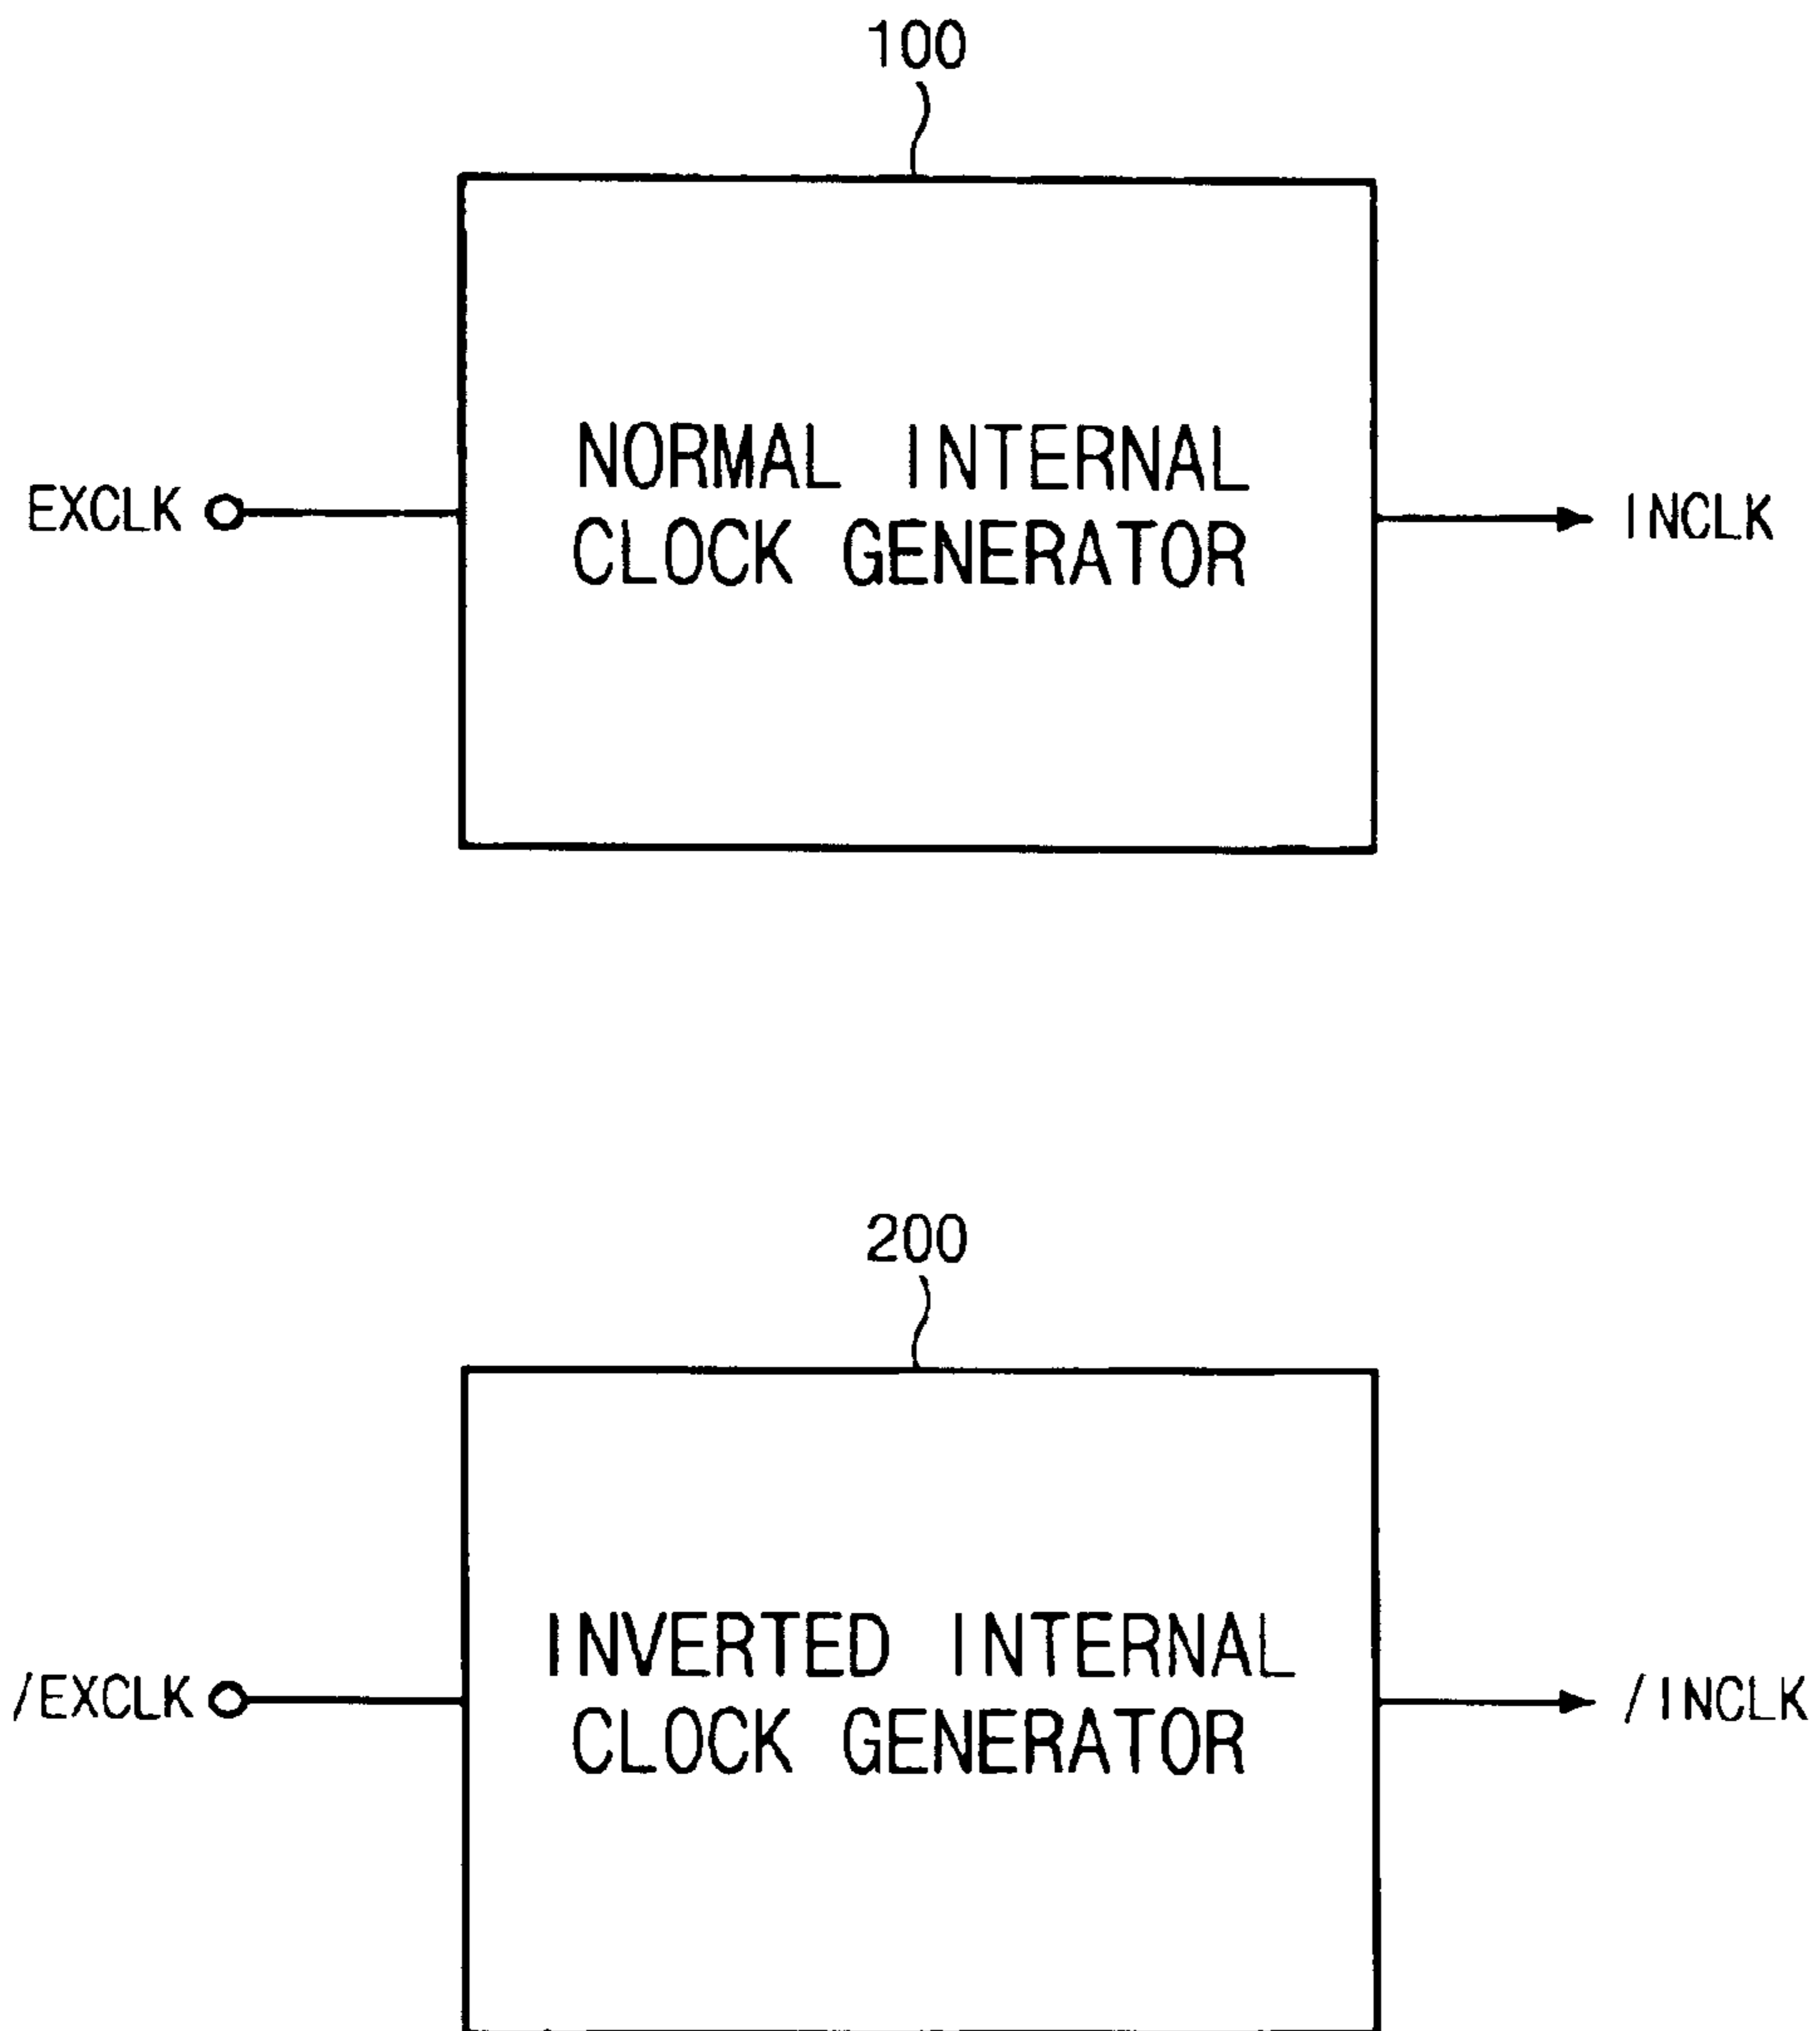 100
NORMAL INTERNAL
CLOCK GENERATOR
EXCLK
INCLK
200
INVERTED INTERNAL
CLOCK GENERATOR
/EXCLK
/INCLK